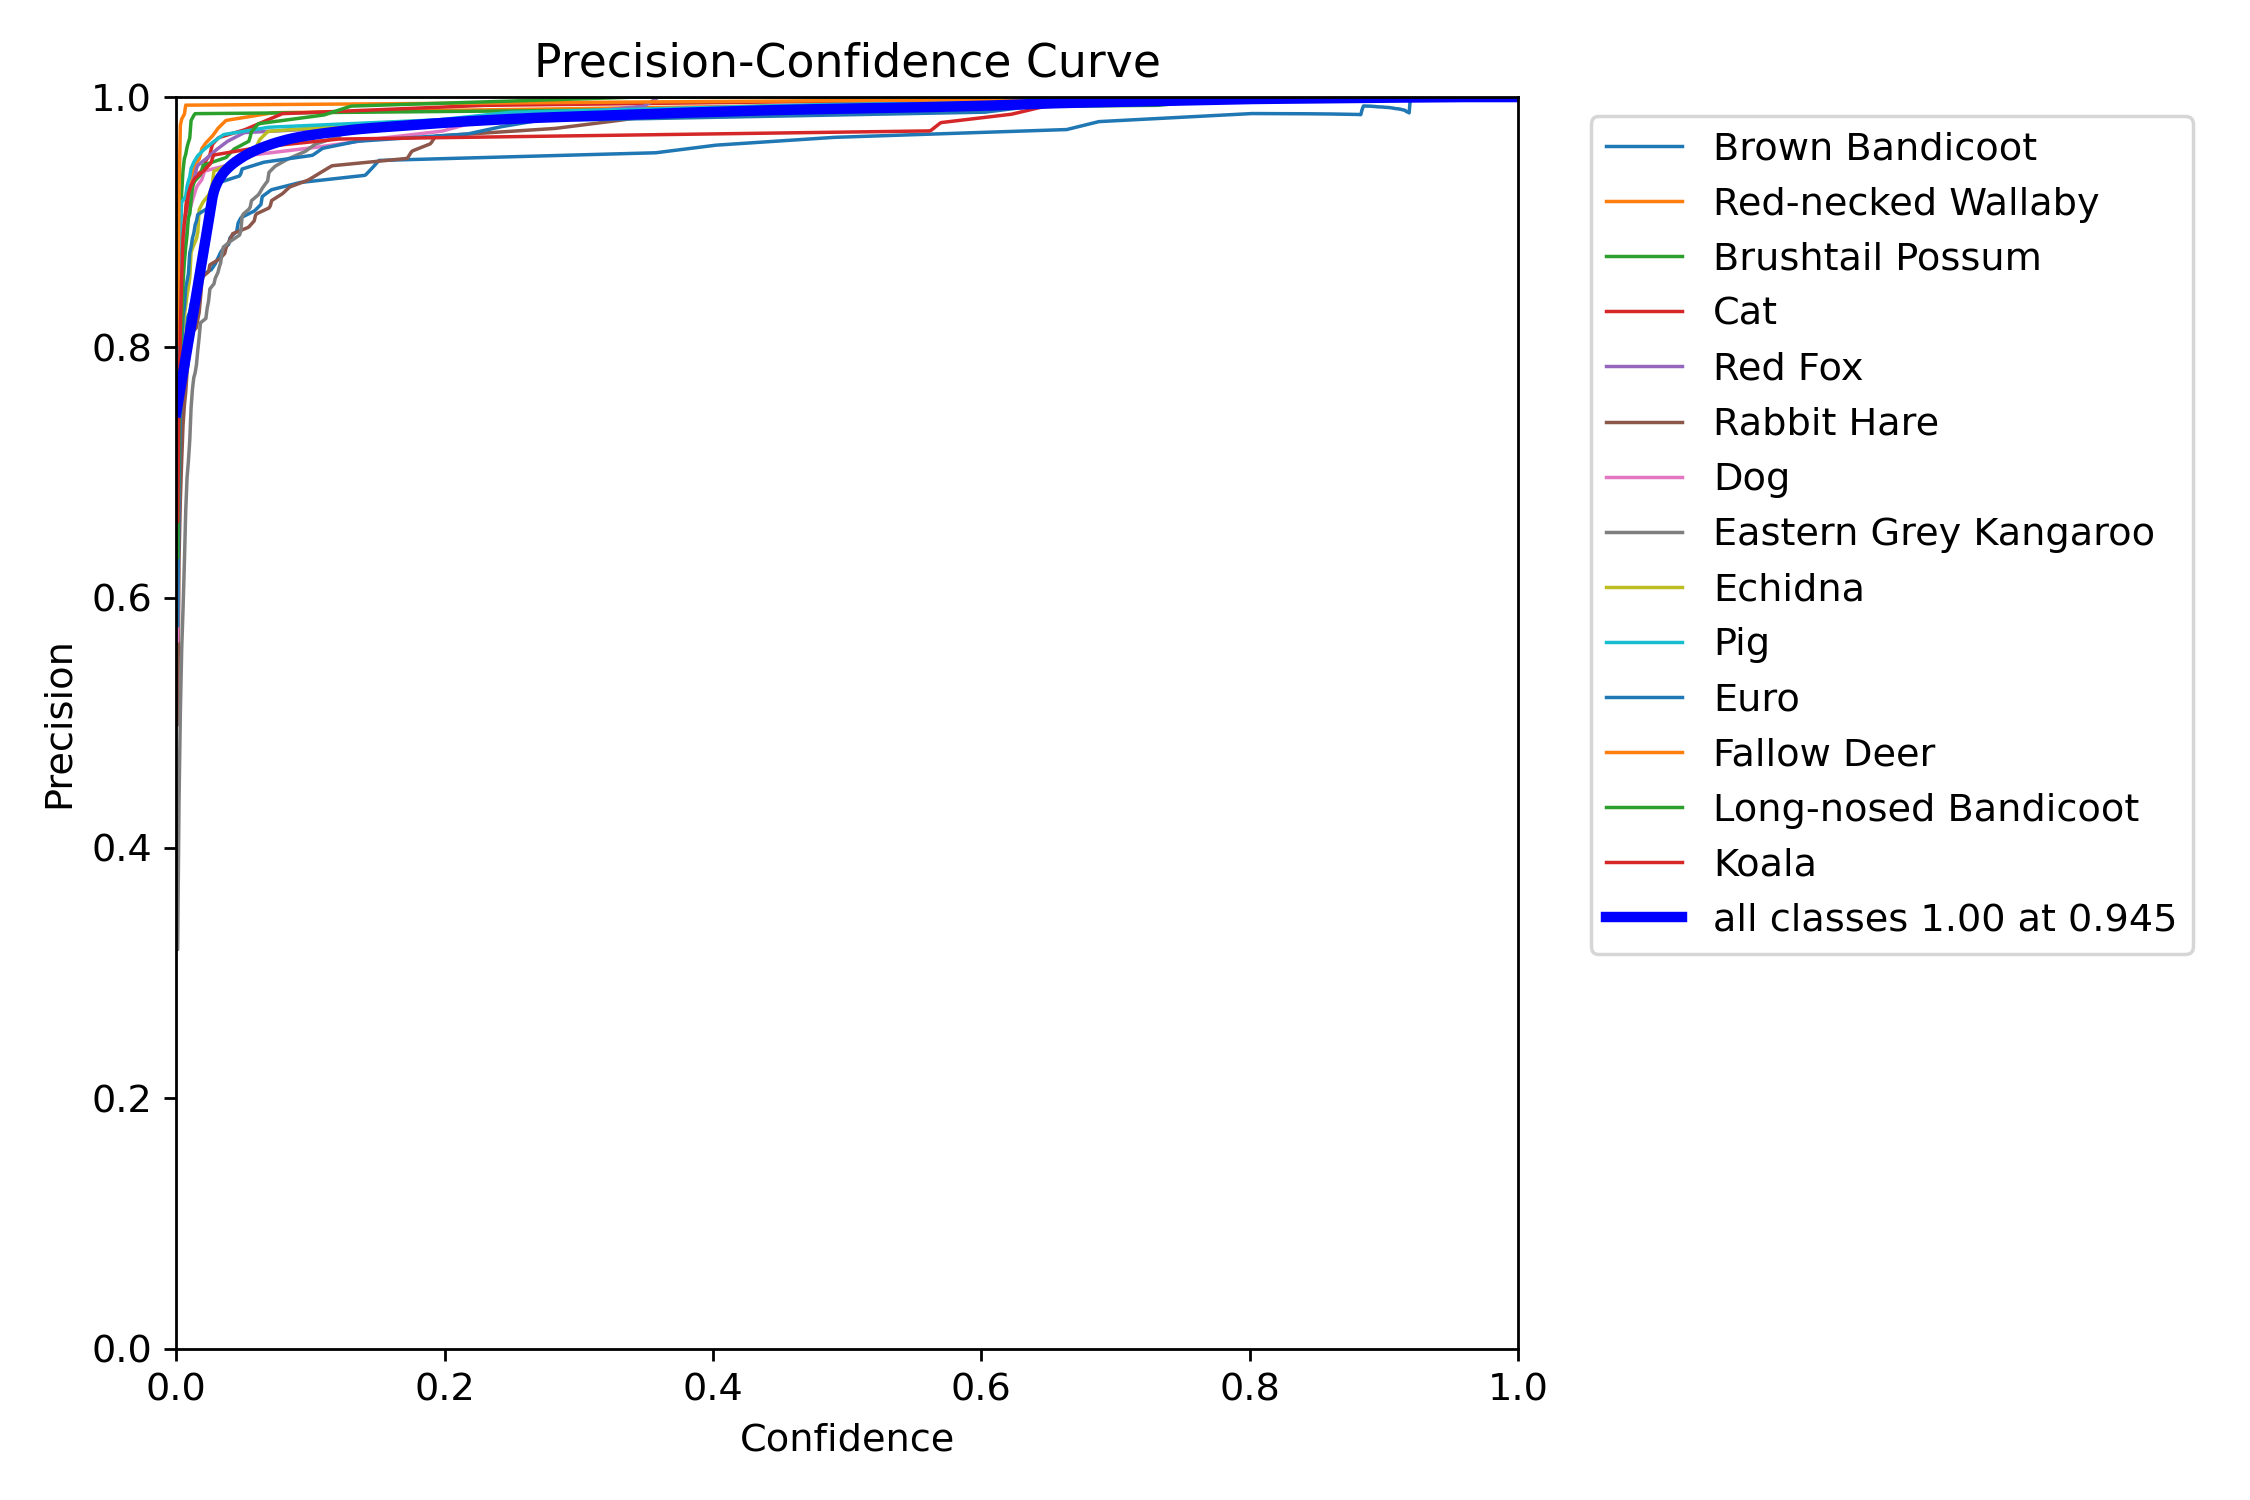 Precision-Confidence Curve
1.0
0.8
0.6
0.4
0.2
0.0
Precision
0.0 0.2 0.4 0.6 0.8 1.0
Confidence
Brown Bandicoot
Red-necked Wallaby
Brushtail Possum
Cat
Red Fox
Rabbit Hare
Dog
Eastern Grey Kangaroo
Echidna
Pig
Euro
Fallow Deer
Long-nosed Bandicoot
Koala
all classes 1.00 at 0.945